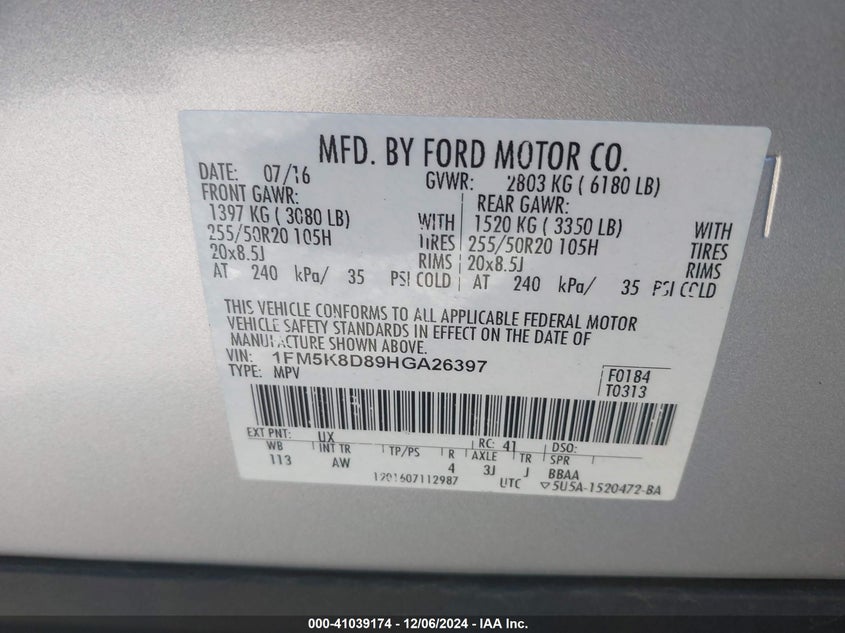 MFD. BY FORD MOTOR CO.
DATE: 07/16 GVWR: 2803 KG ( 6180 LB)
FRONT GAWR: REAR GAWR:
1397 KG ( 3080 LB) WITH 1520 KG ( 3350 LB) WITH
255/50R20 105H TIRES 255/50R20 105H TIRES
20x8.5J RIMS 20x8.5J RIMS
AT 240 kPa/ 35 PSI COLD AT 240 kPa/ 35 PSI COLD
THIS VEHICLE CONFORMS TO ALL APPLICABLE FEDERAL MOTOR
VEHICLE SAFETY STANDARDS IN EFFECT ON THE DATE OF
MANUFACTURE SHOWN ABOVE.
VIN: 1FM5K8D89HGA26397
TYPE: MPV
F0184
T0313
EXT PNT: UX RC: 41 DSO:
WB INT TR TP/PS R AXLE TR SPR
113 AW 4 3J J BBAA
1201607112987 UTC ▽5U5A-1520472-BA
000-41039174 - 12/06/2024 - IAA Inc.